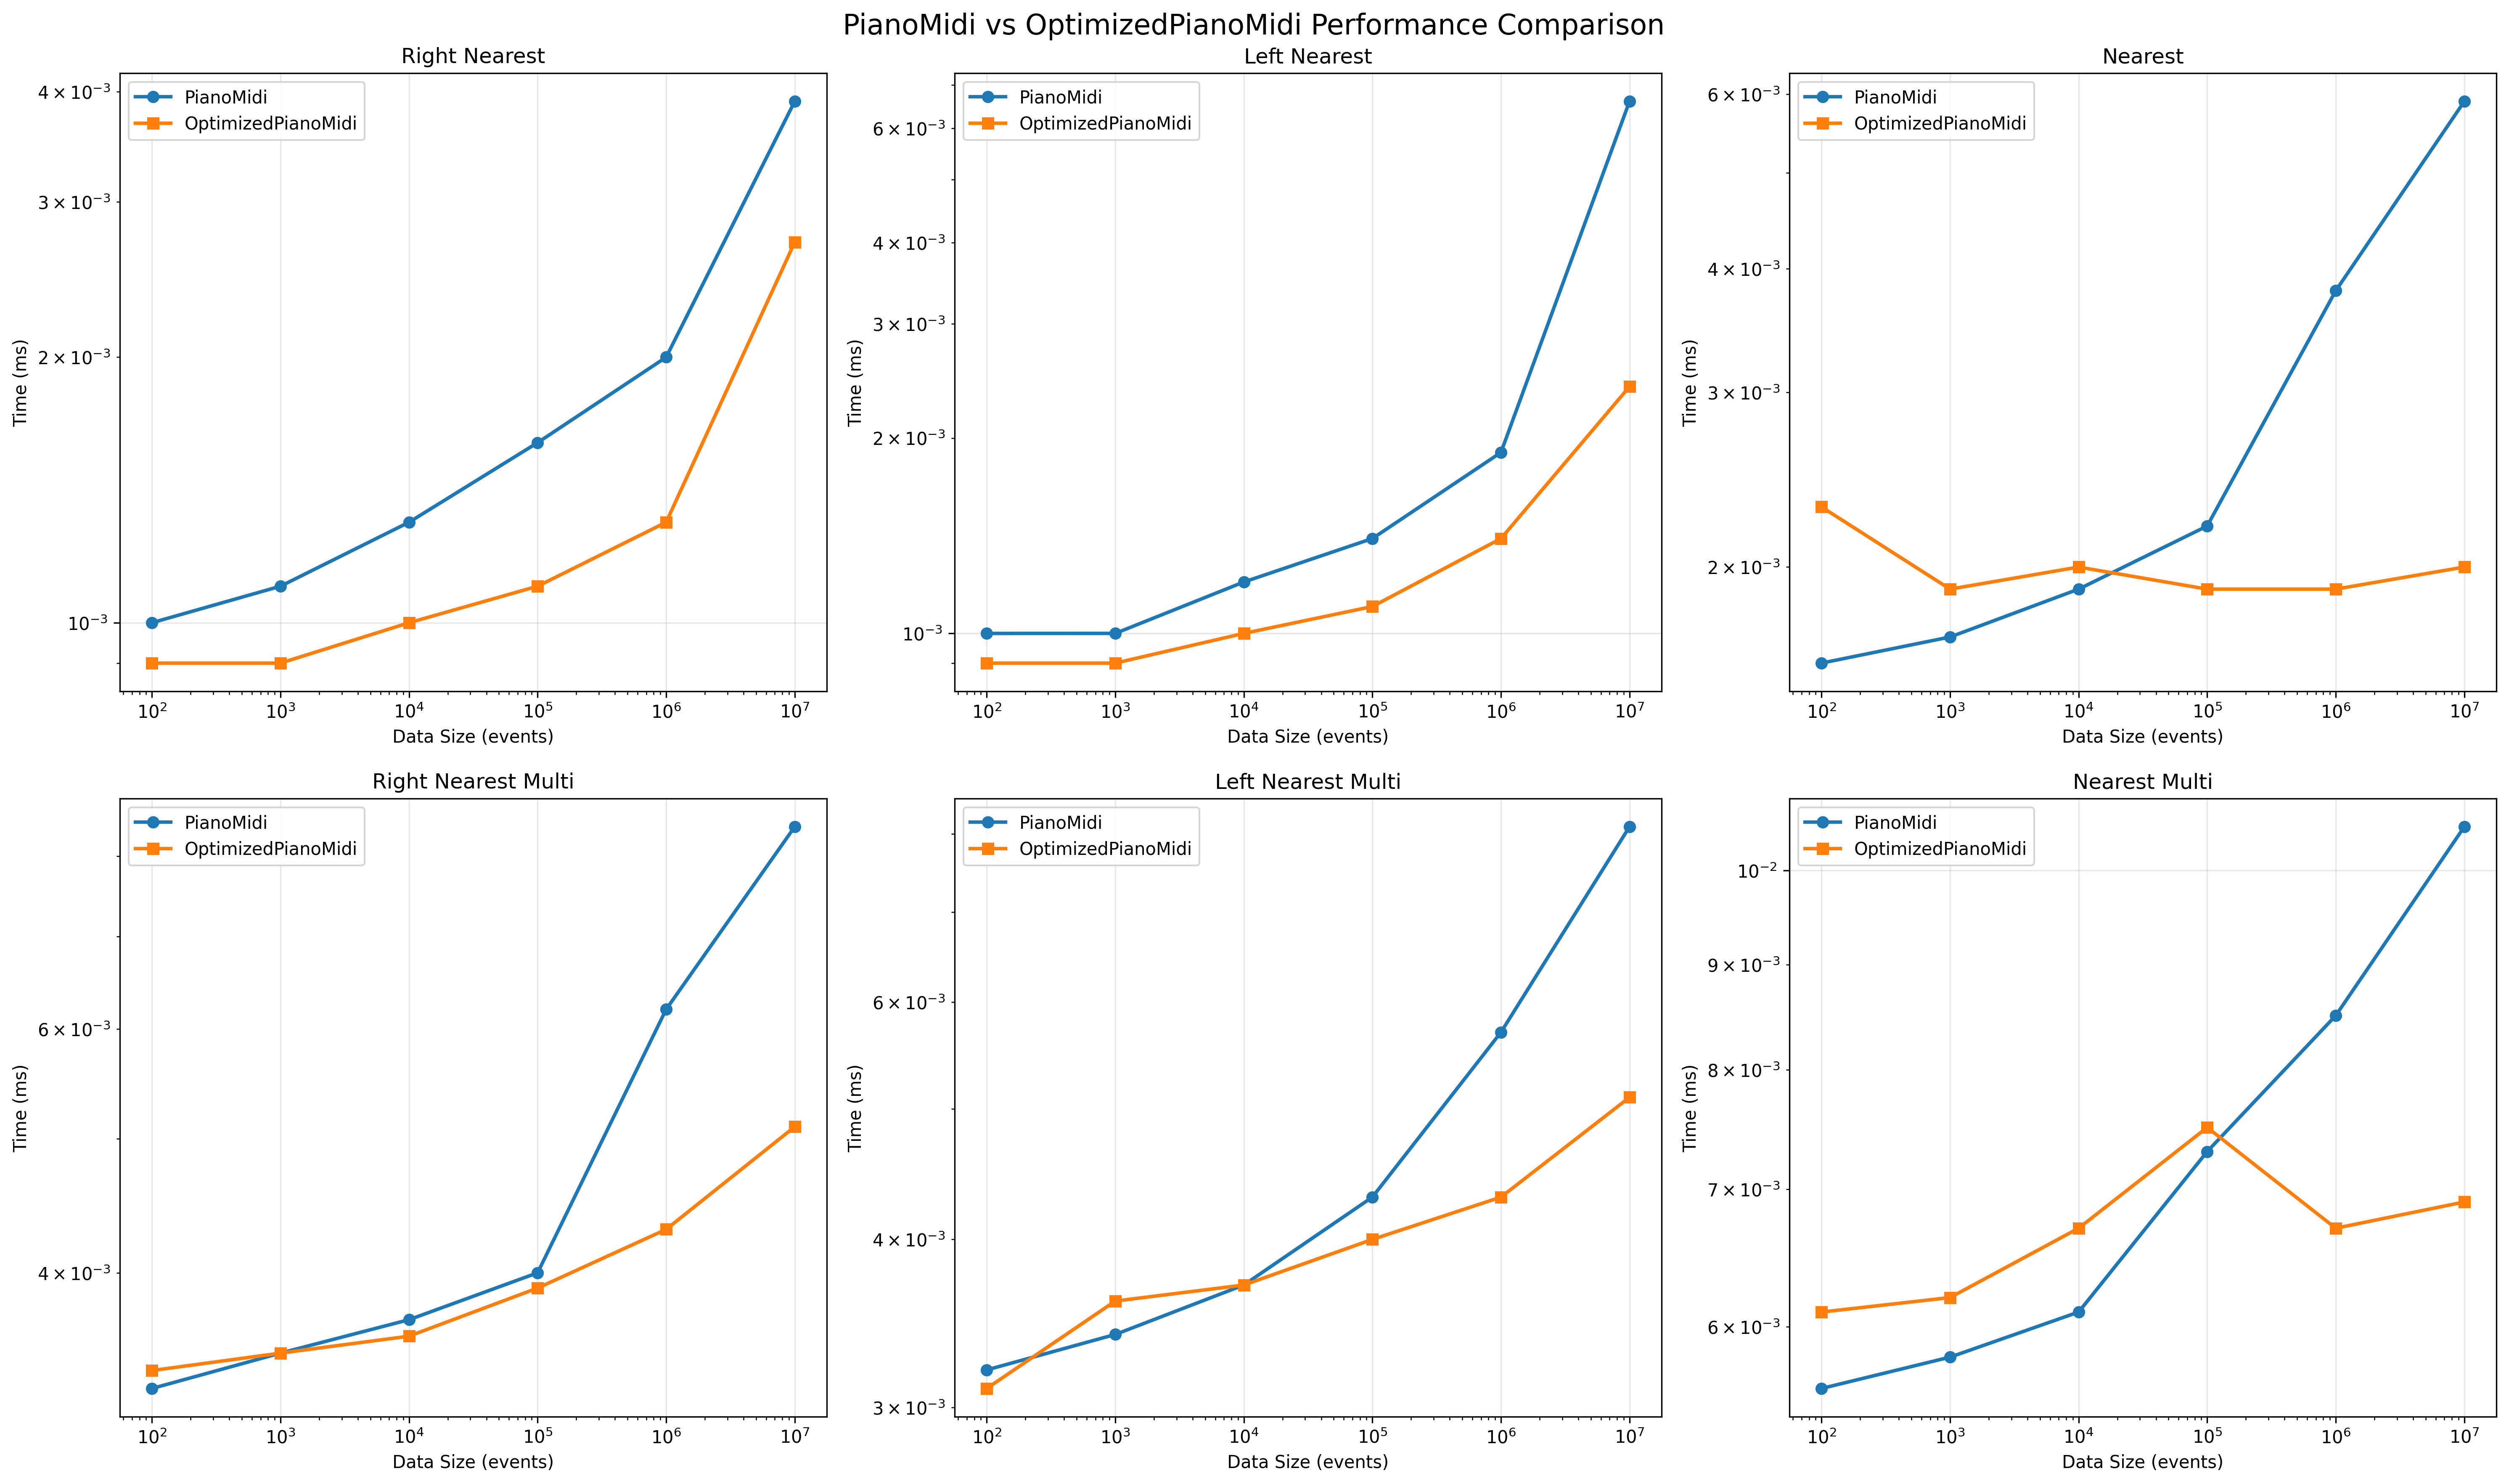 PianoMidi vs OptimizedPianoMidi Performance Comparison
Right Nearest
PianoMidi
OptimizedPianoMidi
4 × 10⁻³
3 × 10⁻³
2 × 10⁻³
10⁻³
Time (ms)
10² 10³ 10⁴ 10⁵ 10⁶ 10⁷
Data Size (events)
Left Nearest
PianoMidi
OptimizedPianoMidi
6 × 10⁻³
4 × 10⁻³
3 × 10⁻³
2 × 10⁻³
10⁻³
Time (ms)
10² 10³ 10⁴ 10⁵ 10⁶ 10⁷
Data Size (events)
Nearest
PianoMidi
OptimizedPianoMidi
6 × 10⁻³
4 × 10⁻³
3 × 10⁻³
2 × 10⁻³
Time (ms)
10² 10³ 10⁴ 10⁵ 10⁶ 10⁷
Data Size (events)
Right Nearest Multi
PianoMidi
OptimizedPianoMidi
6 × 10⁻³
4 × 10⁻³
Time (ms)
10² 10³ 10⁴ 10⁵ 10⁶ 10⁷
Data Size (events)
Left Nearest Multi
PianoMidi
OptimizedPianoMidi
6 × 10⁻³
4 × 10⁻³
3 × 10⁻³
Time (ms)
10² 10³ 10⁴ 10⁵ 10⁶ 10⁷
Data Size (events)
Nearest Multi
PianoMidi
OptimizedPianoMidi
10⁻²
9 × 10⁻³
8 × 10⁻³
7 × 10⁻³
6 × 10⁻³
Time (ms)
10² 10³ 10⁴ 10⁵ 10⁶ 10⁷
Data Size (events)